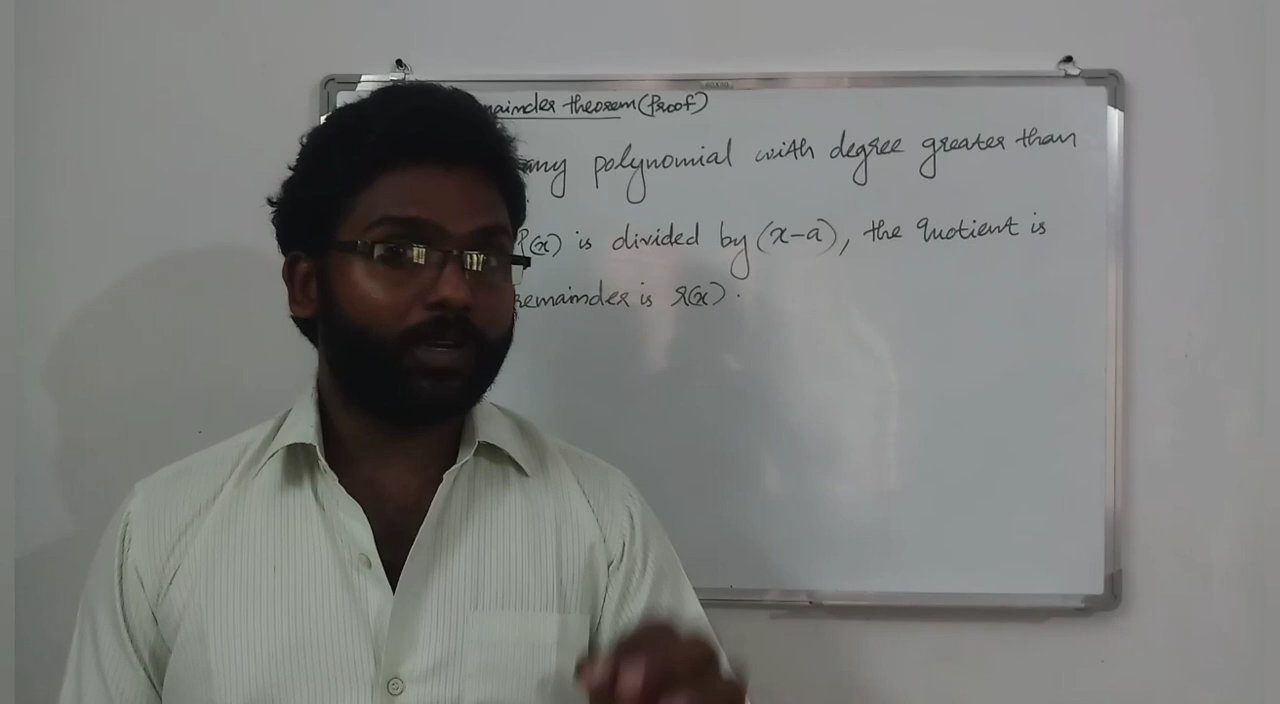 mainder theorem (Proof)
any polynomial with degree greater than
P(x) is divided by (x-a), the quotient is
remainder is r(x).